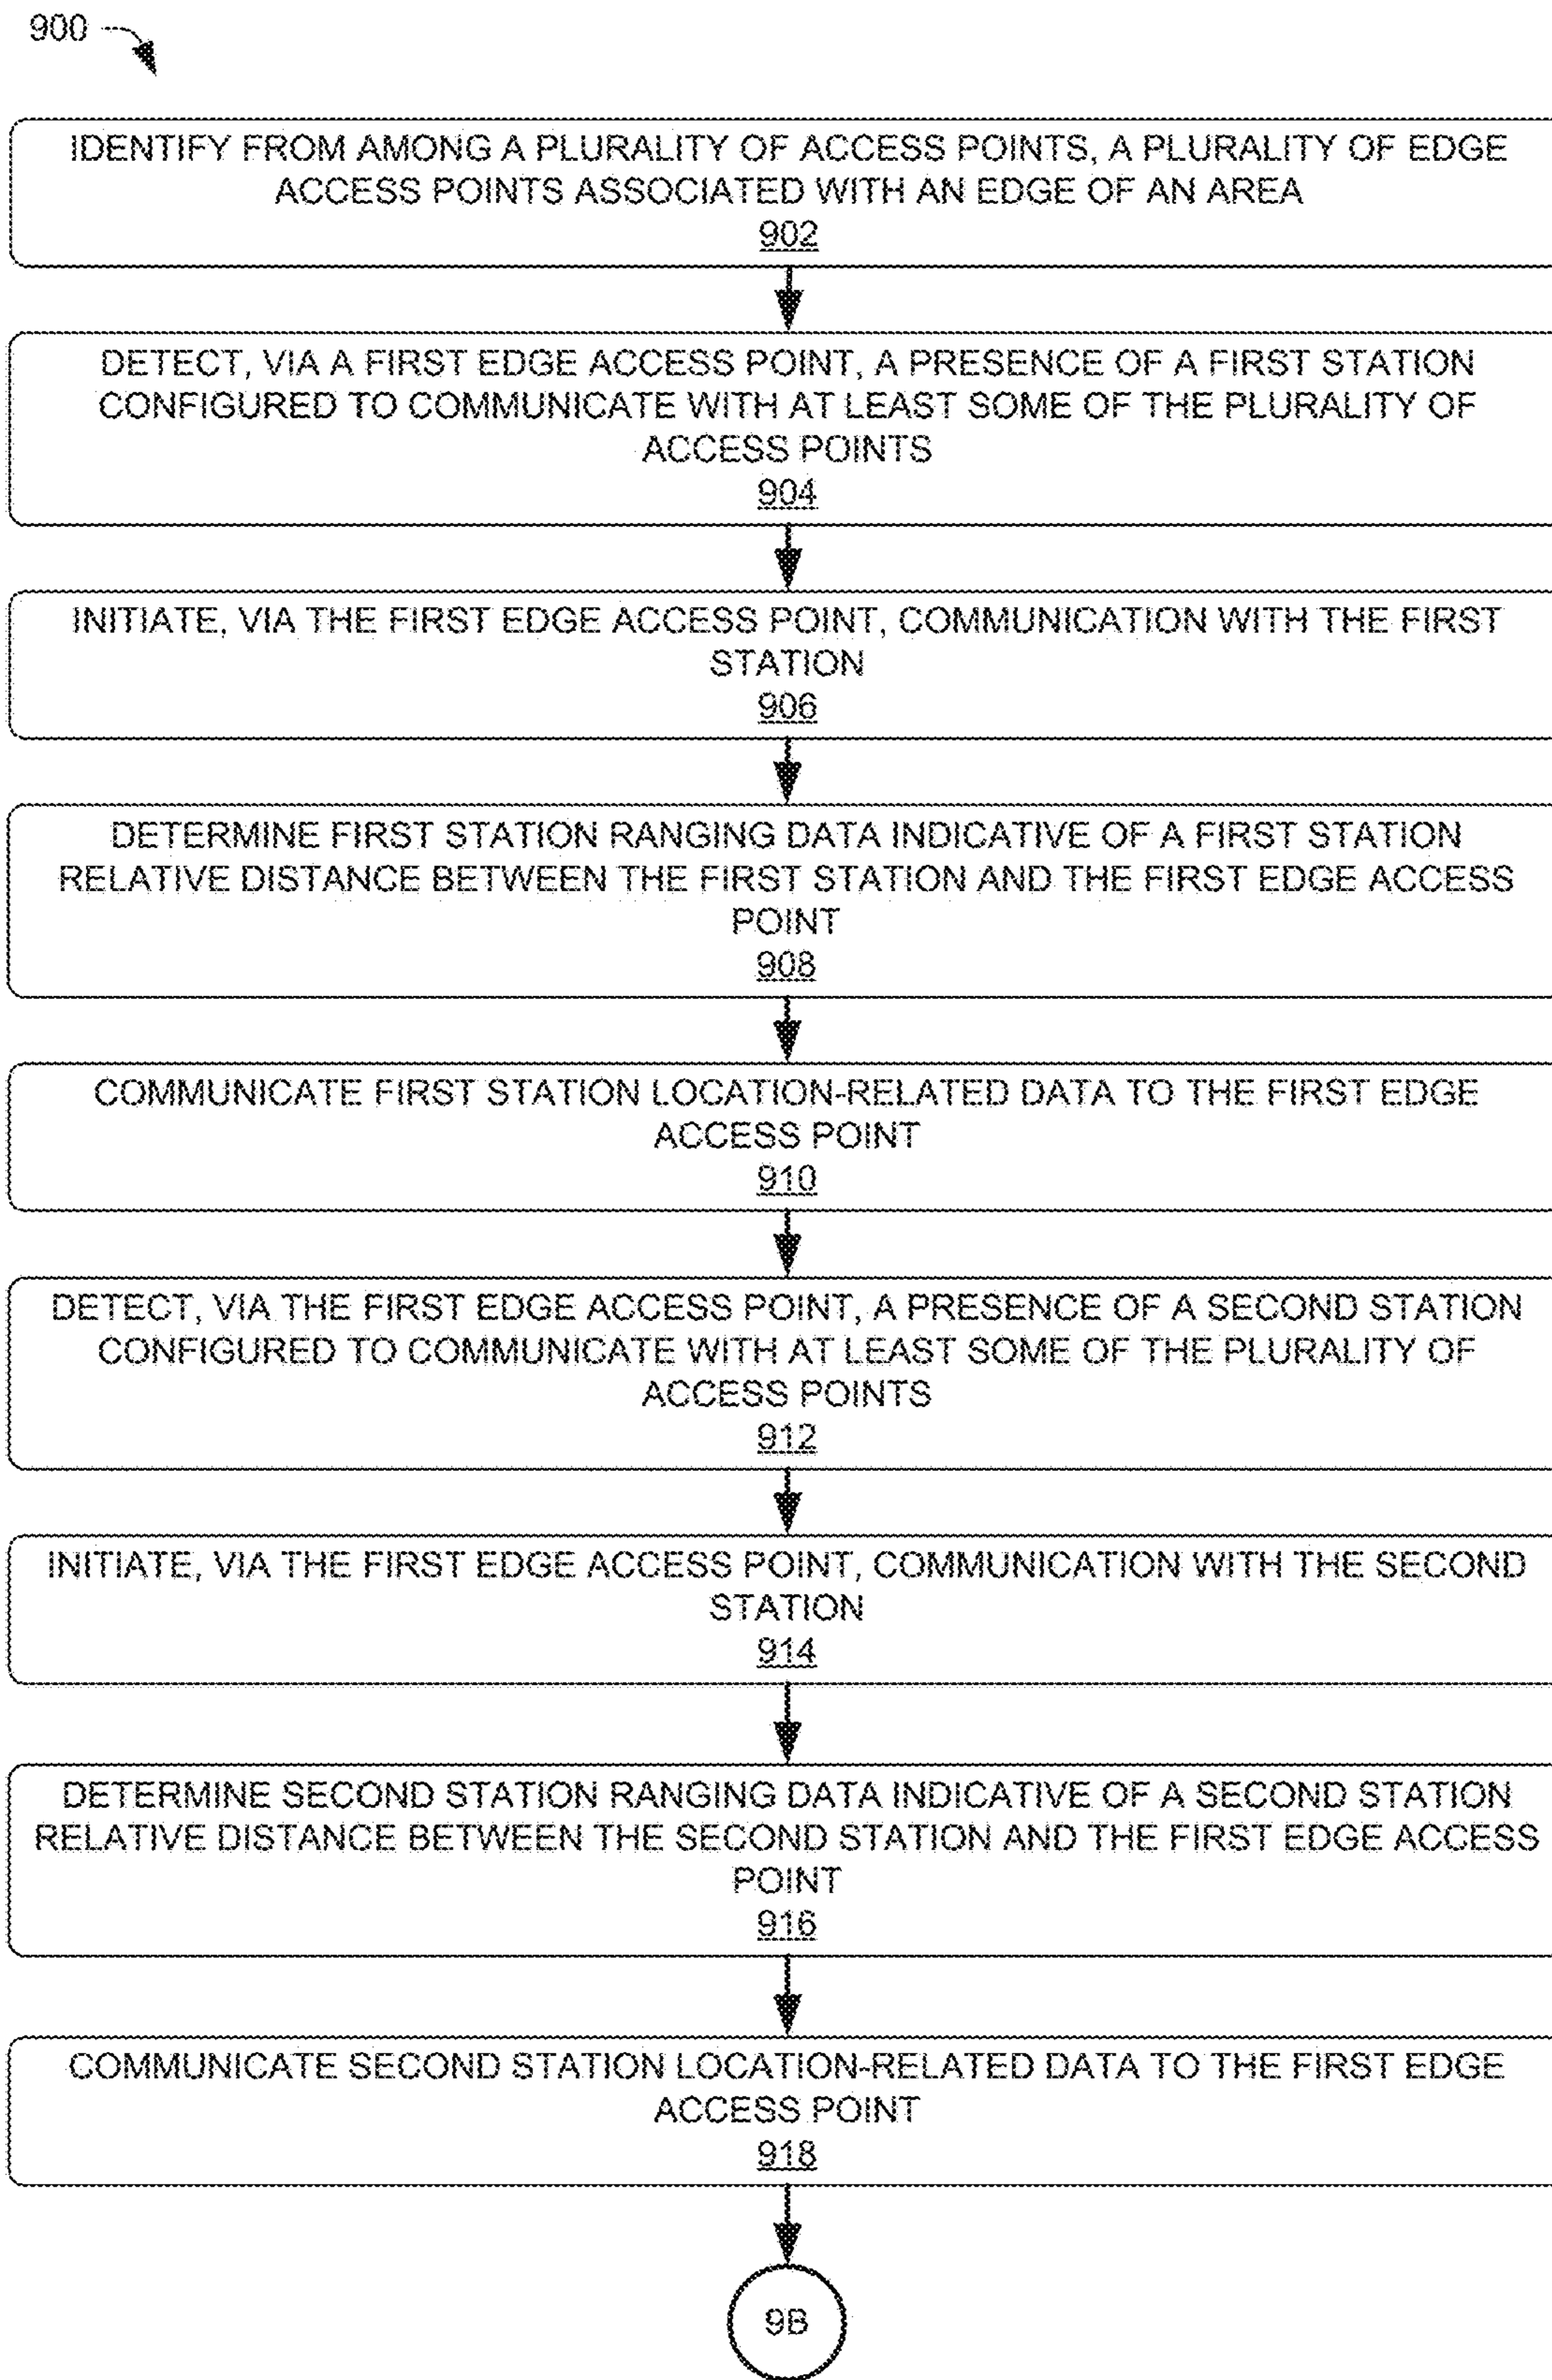 900
IDENTIFY FROM AMONG A PLURALITY OF ACCESS POINTS, A PLURALITY OF EDGE
ACCESS POINTS ASSOCIATED WITH AN EDGE OF AN AREA
902
DETECT, VIA A FIRST EDGE ACCESS POINT, A PRESENCE OF A FIRST STATION
CONFIGURED TO COMMUNICATE WITH AT LEAST SOME OF THE PLURALITY OF
ACCESS POINTS
904
INITIATE, VIA THE FIRST EDGE ACCESS POINT, COMMUNICATION WITH THE FIRST
STATION
906
DETERMINE FIRST STATION RANGING DATA INDICATIVE OF A FIRST STATION
RELATIVE DISTANCE BETWEEN THE FIRST STATION AND THE FIRST EDGE ACCESS
POINT
908
COMMUNICATE FIRST STATION LOCATION-RELATED DATA TO THE FIRST EDGE
ACCESS POINT
910
DETECT, VIA THE FIRST EDGE ACCESS POINT, A PRESENCE OF A SECOND STATION
CONFIGURED TO COMMUNICATE WITH AT LEAST SOME OF THE PLURALITY OF
ACCESS POINTS
912
INITIATE, VIA THE FIRST EDGE ACCESS POINT, COMMUNICATION WITH THE SECOND
STATION
914
DETERMINE SECOND STATION RANGING DATA INDICATIVE OF A SECOND STATION
RELATIVE DISTANCE BETWEEN THE SECOND STATION AND THE FIRST EDGE ACCESS
POINT
916
COMMUNICATE SECOND STATION LOCATION-RELATED DATA TO THE FIRST EDGE
ACCESS POINT
918
9B